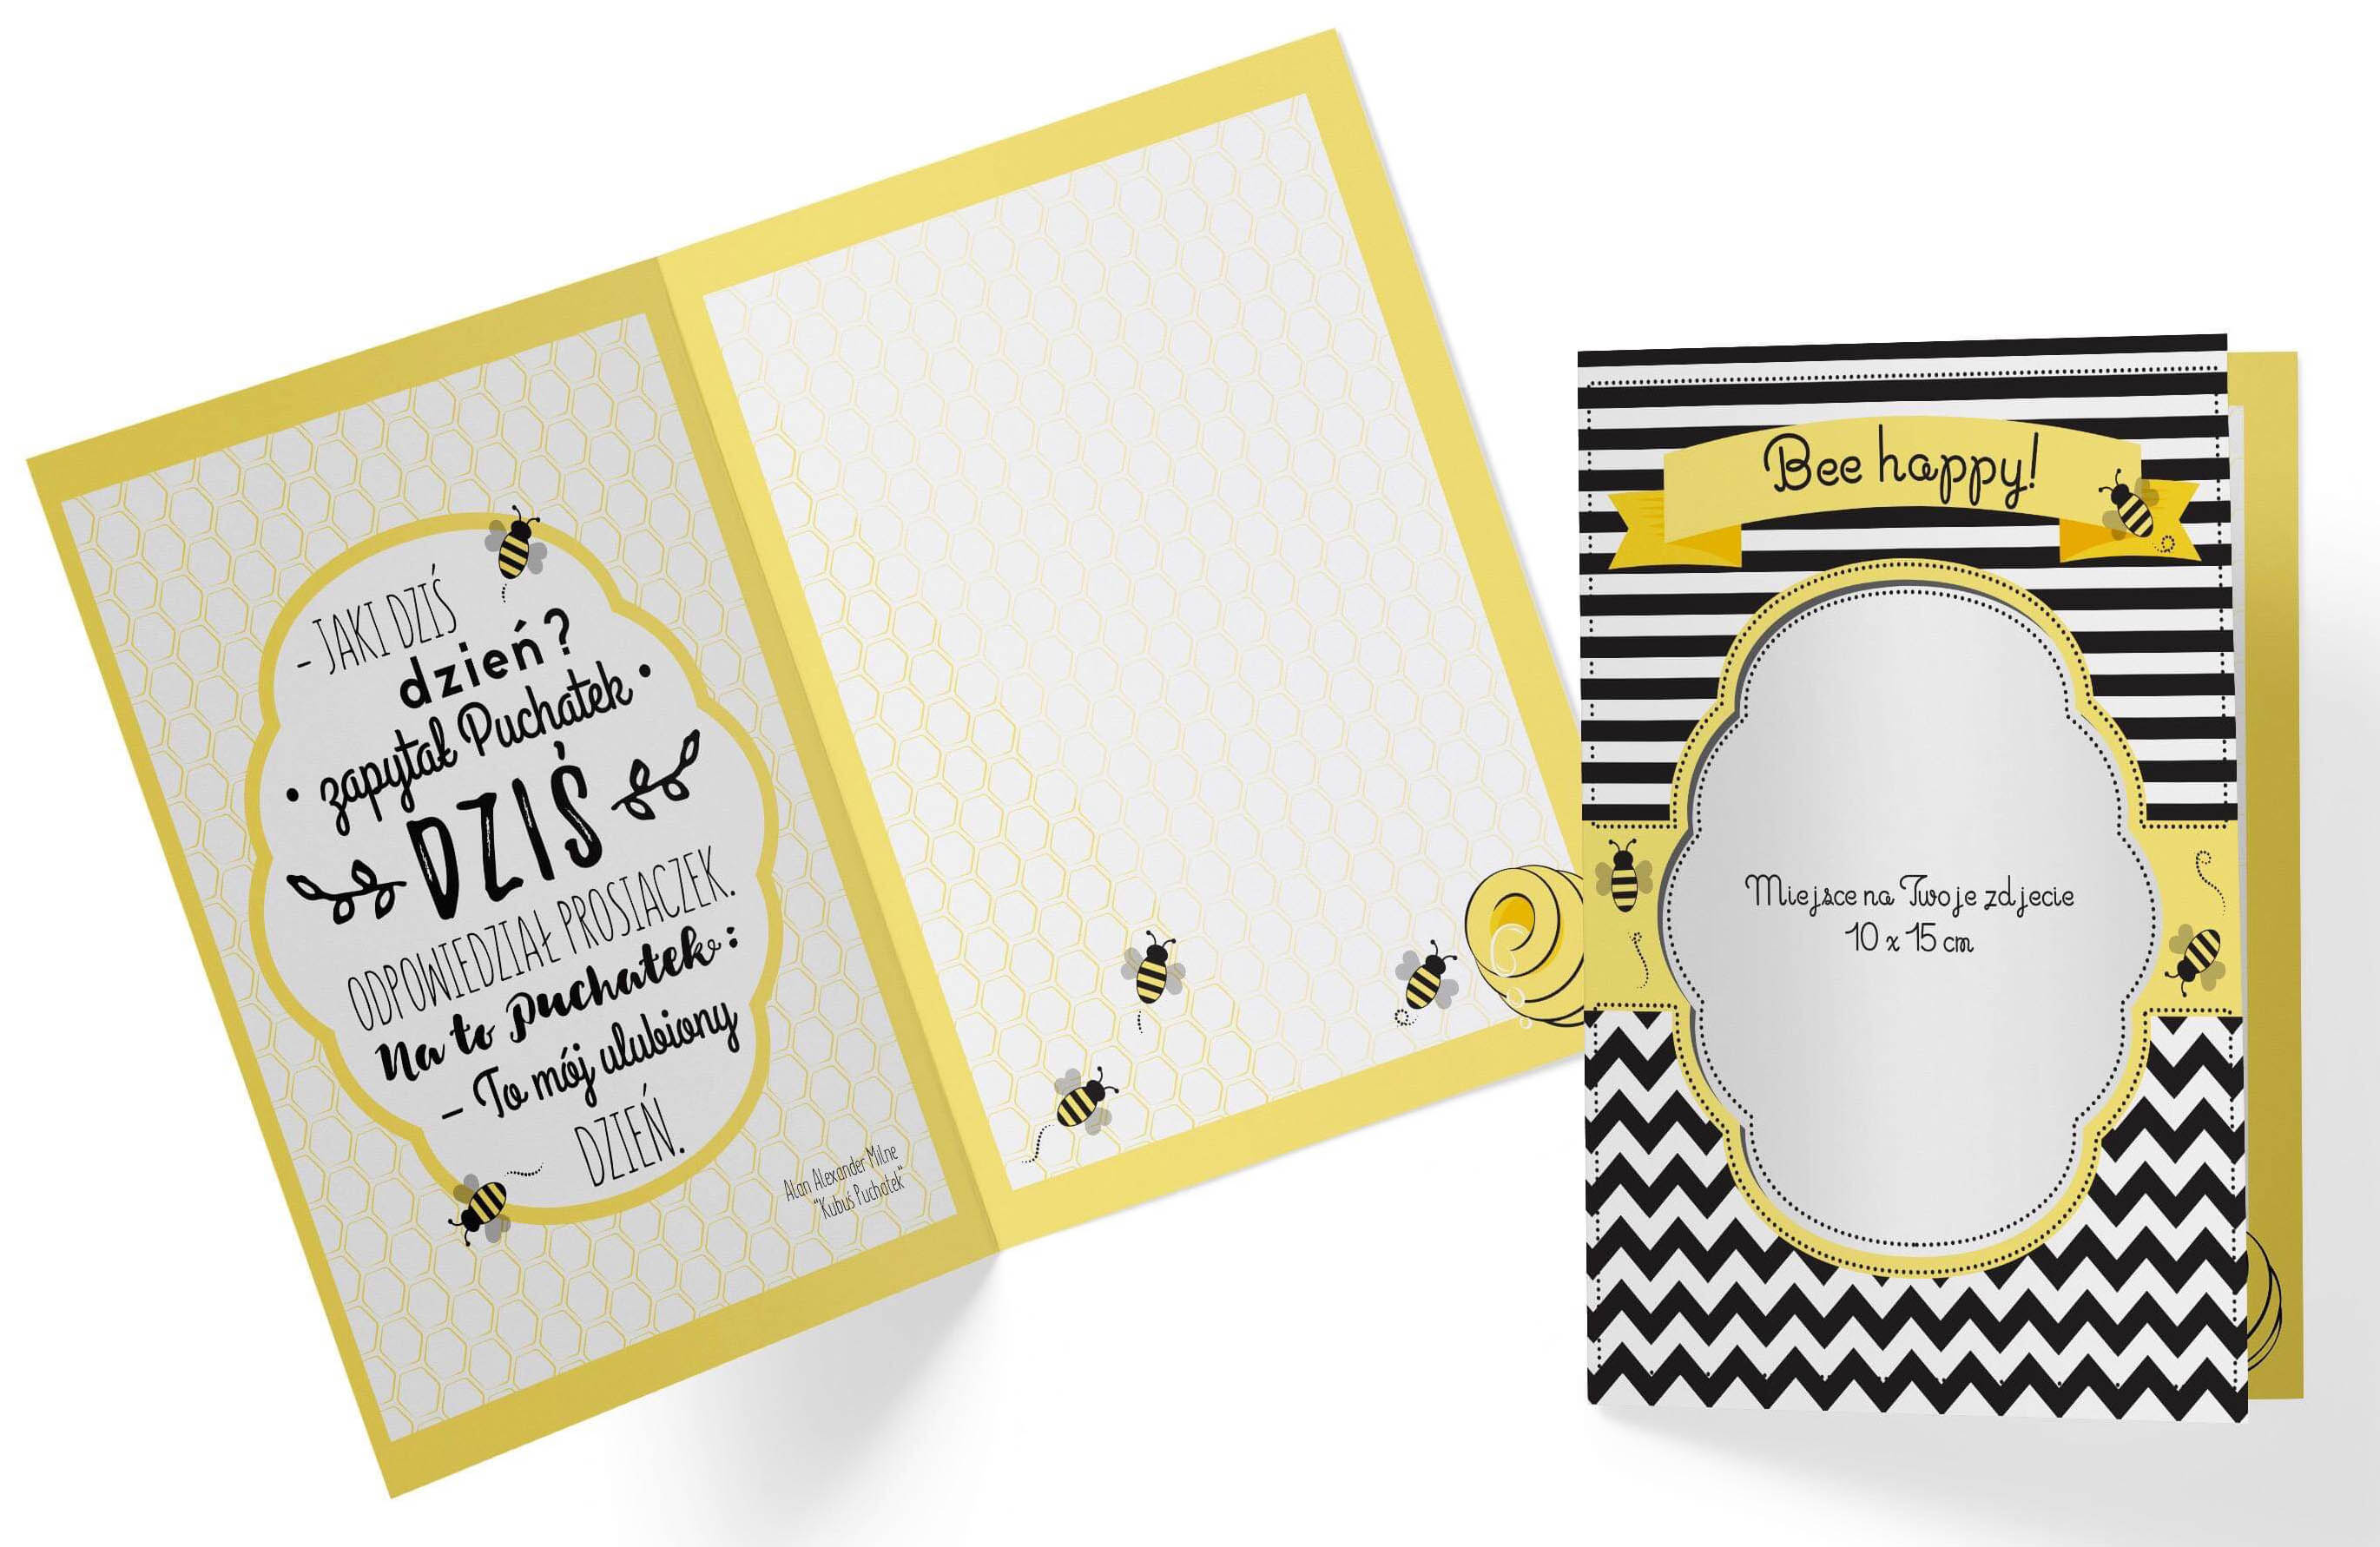 - JAKI DZIŚ
dzień?
• zapytał Puchatek •
DZIŚ
ODPOWIEDZIAŁ PROSIACZEK.
Na to Puchatek:
- To mój ulubiony
DZIEŃ.
Alan Alexander Milne
"Kubuś Puchatek"
Bee happy!
Miejsce na Twoje zdjecie
10 x 15 cm